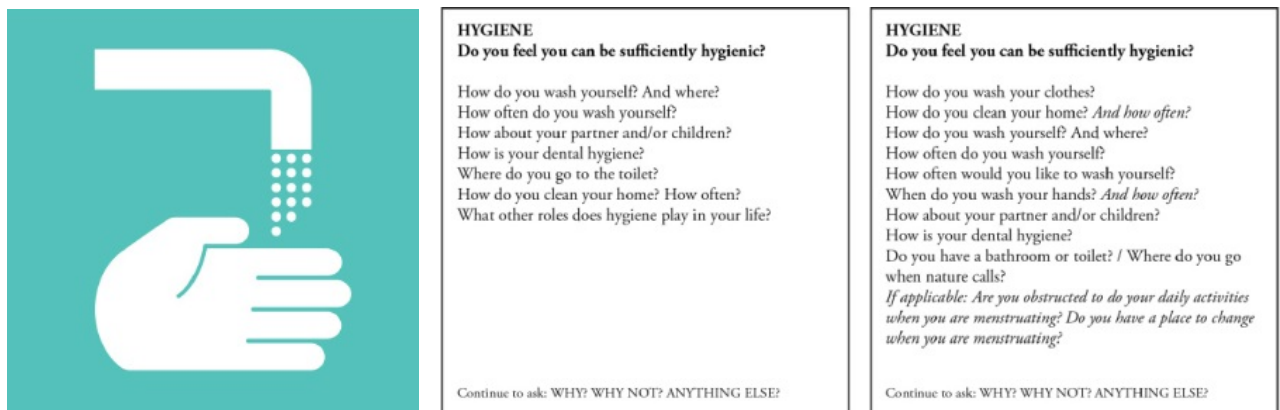 HYGIENE
Do you feel you can be sufficiently hygienic?
How do you wash yourself? And where?
How often do you wash yourself?
How about your partner and/or children?
How is your dental hygiene?
Where do you go to the toilet?
How do you clean your home? How often?
What other roles does hygiene play in your life?
Continue to ask: WHY? WHY NOT? ANYTHING ELSE?
HYGIENE
Do you feel you can be sufficiently hygienic?
How do you wash your clothes?
How do you clean your home? And how often?
How do you wash yourself? And where?
How often do you wash yourself?
How often would you like to wash yourself?
When do you wash your hands? And how often?
How about your partner and/or children?
How is your dental hygiene?
Do you have a bathroom or toilet? / Where do you go
when nature calls?
If applicable: Are you obstructed to do your daily activities
when you are menstruating? Do you have a place to change
when you are menstruating?
Continue to ask: WHY? WHY NOT? ANYTHING ELSE?